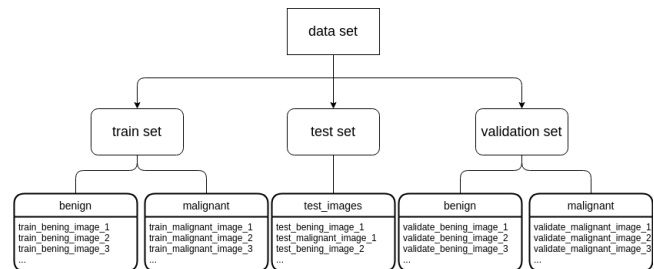 data set
train set
test set
validation set
benign
train_bening_image_1
train_bening_image_2
train_bening_image_3
...
malignant
train_malignant_image_1
train_malignant_image_2
train_malignant_image_3
...
test_images
test_bening_image_1
test_malignant_image_1
test_bening_image_2
...
benign
validate_bening_image_1
validate_bening_image_2
validate_bening_image_3
...
malignant
validate_malignant_image_1
validate_malignant_image_2
validate_malignant_image_3
...